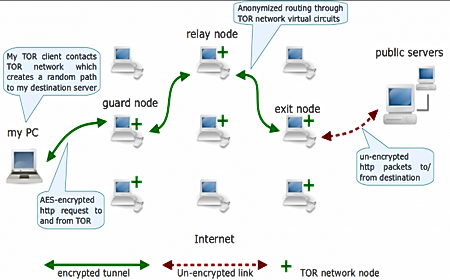 Anonymized routing through
TOR network virtual circuits
My TOR client contacts
TOR network which
creates a random path
to my destination server
relay node
public servers
guard node
exit node
my PC
un-encrypted
http packets to/
from destination
AES-encrypted
http request to
and from TOR
Internet
encrypted tunnel
Un-encrypted link
TOR network node